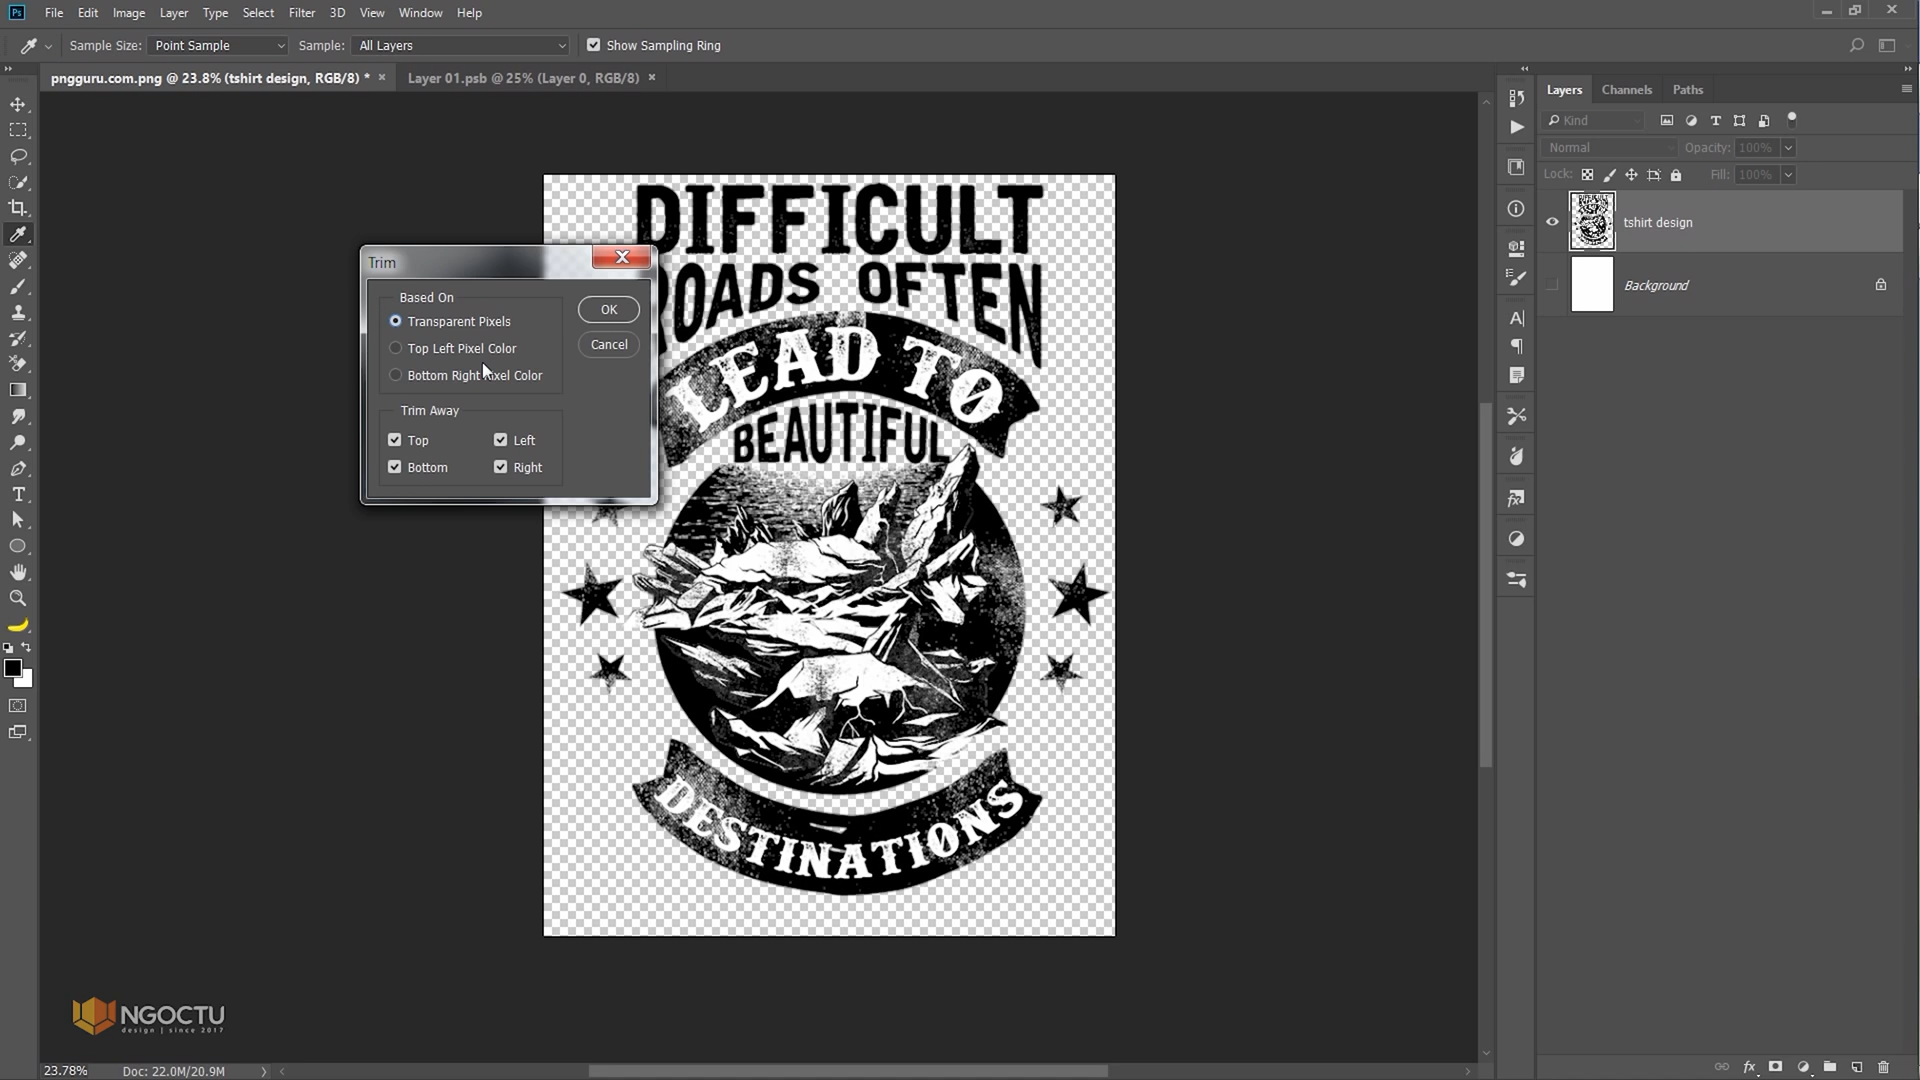 Ps File Edit Image Layer Type Select Filter 3D View Window Help
Sample Size: Point Sample Sample: All Layers Show Sampling Ring
pngguru.com.png @ 23.8% (tshirt design, RGB/8) * × Layer 01.psb @ 25% (Layer 0, RGB/8) ×
Layers Channels Paths
Kind
Normal Opacity: 100%
Lock: Fill: 100%
tshirt design
Background
Trim
Based On
Transparent Pixels
Top Left Pixel Color
Bottom Right Pixel Color
OK
Cancel
Trim Away
Top Left
Bottom Right
DIFFICULT
ROADS OFTEN
LEAD TO
BEAUTIFUL
DESTINATIONS
NGOCTU
design | since 2017
23.78% Doc: 22.0M/20.9M